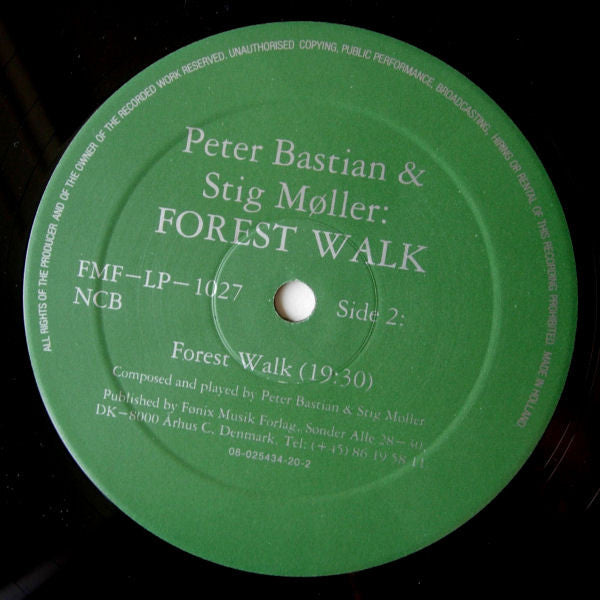 ALL RIGHTS OF THE PRODUCER AND OF THE OWNER OF THE RECORDED WORK RESERVED. UNAUTHORISED COPYING, PUBLIC PERFORMANCE, BROADCASTING, HIRING OR RENTAL OF THIS RECORDING PROHIBITED. MADE IN HOLLAND
Peter Bastian &
Stig Møller:
FOREST WALK
FMF-LP-1027
NCB
Side 2:
Forest Walk (19:30)
Composed and played by Peter Bastian & Stig Møller
Published by Fønix Musik Forlag, Sønder Alle 28-30,
DK-8000 Århus C, Denmark. Tel: (+45) 86 19 58 11
08-025434-20-2